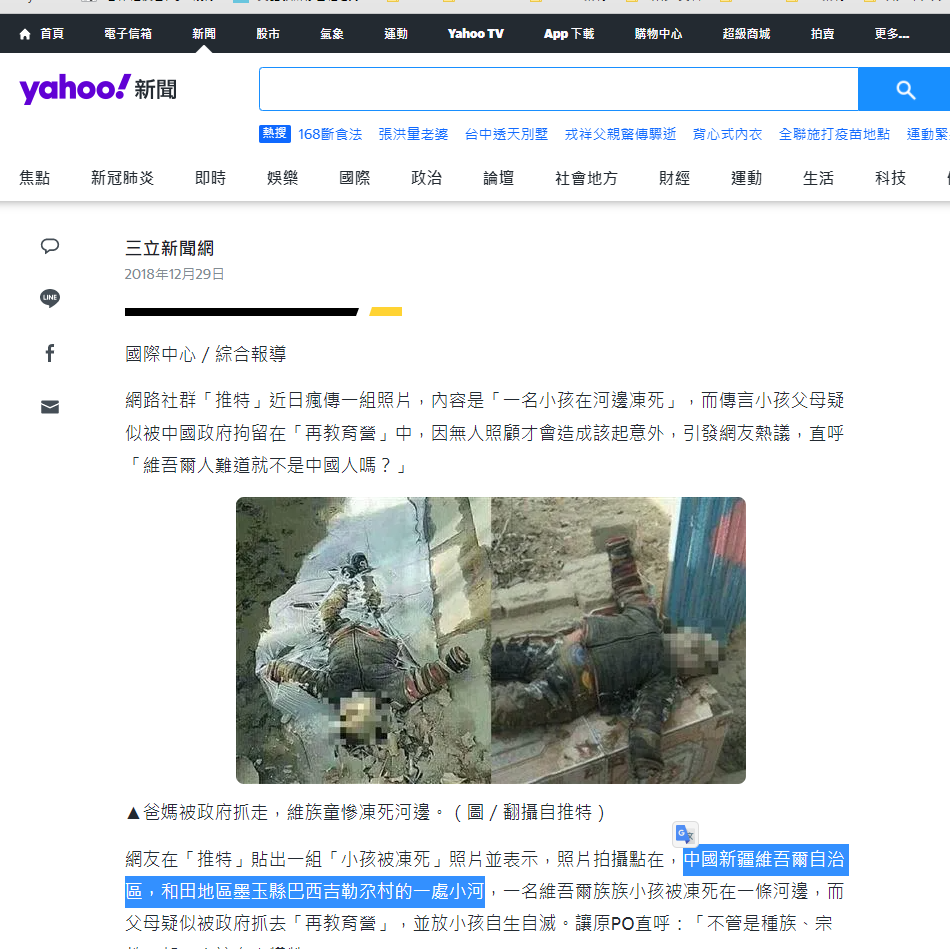 首頁 電子信箱 新聞 股市 氣象 運動 Yahoo TV App 下載 購物中心 超級商城 拍賣 更多...
yahoo! 新聞
熱搜 168斷食法 張洪量老婆 台中透天別墅 戎祥父親驚傳驟逝 背心式內衣 全聯施打疫苗地點 運動緊
焦點 新冠肺炎 即時 娛樂 國際 政治 論壇 社會地方 財經 運動 生活 科技
三立新聞網
2018年12月29日
LINE
國際中心／綜合報導
網路社群「推特」近日瘋傳一組照片，內容是「一名小孩在河邊凍死」，而傳言小孩父母疑
似被中國政府拘留在「再教育營」中，因無人照顧才會造成該起意外，引發網友熱議，直呼
「維吾爾人難道就不是中國人嗎？」
▲爸媽被政府抓走，維族童慘凍死河邊。（圖／翻攝自推特）
網友在「推特」貼出一組「小孩被凍死」照片並表示，照片拍攝點在，中國新疆維吾爾自治
區，和田地區墨玉縣巴西吉勒尕村的一處小河，一名維吾爾族族小孩被凍死在一條河邊，而
父母疑似被政府抓去「再教育營」，並放小孩自生自滅。讓原PO直呼：「不管是種族、宗